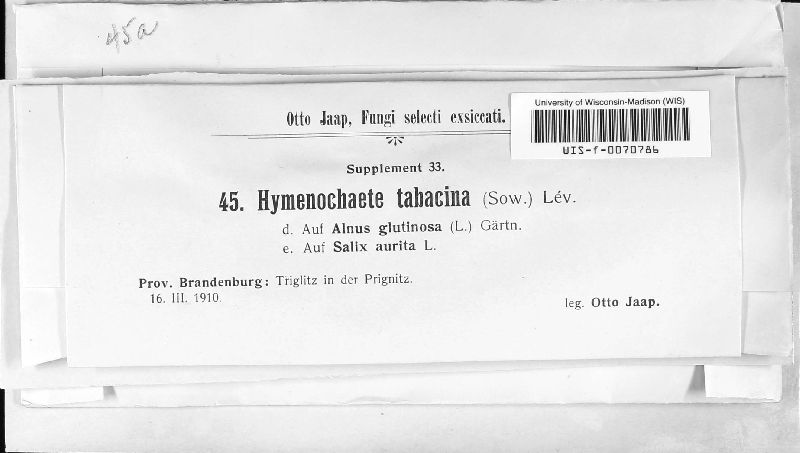 45a
University of Wisconsin-Madison (WIS)
WIS-f-0070786
Otto Jaap, Fungi selecti exsiccati.
Supplement 33.
45. Hymenochaete tabacina (Sow.) Lév.
d. Auf Alnus glutinosa (L.) Gärtn.
e. Auf Salix aurita L.
Prov. Brandenburg: Triglitz in der Prignitz.
16. III. 1910.
leg. Otto Jaap.